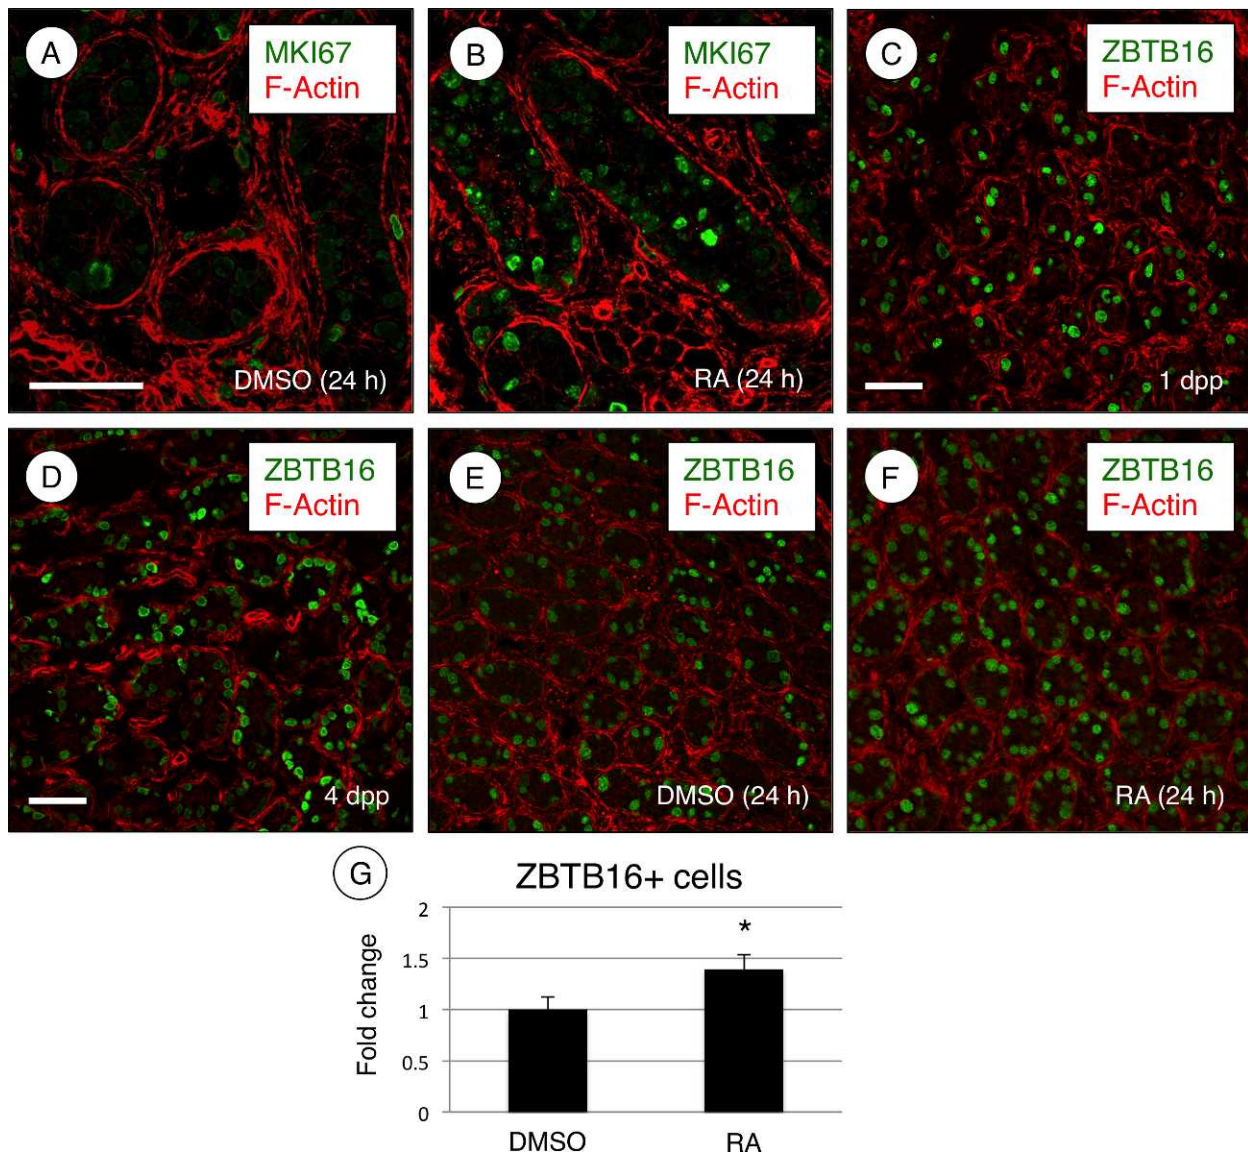 A
MKI67
F-Actin
DMSO (24 h)
B
MKI67
F-Actin
RA (24 h)
C
ZBTB16
F-Actin
1 dpp
D
ZBTB16
F-Actin
4 dpp
E
ZBTB16
F-Actin
DMSO (24 h)
F
ZBTB16
F-Actin
RA (24 h)
G
ZBTB16+ cells
Fold change
2
1.5
1
0.5
0
*
DMSO
RA